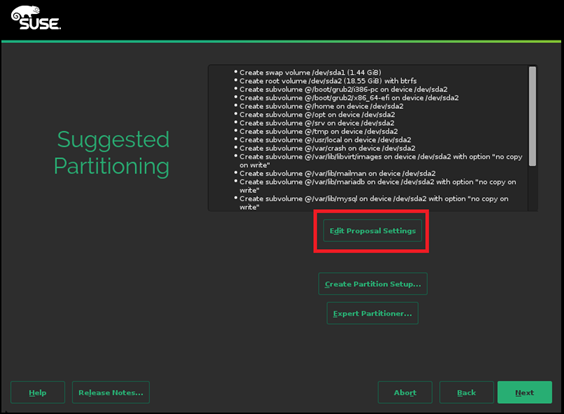 SUSE
Suggested
Partitioning
• Create swap volume /dev/sda1 (1.44 GiB)
• Create root volume /dev/sda2 (18.55 GiB) with btrfs
• Create subvolume @/boot/grub2/i386-pc on device /dev/sda2
• Create subvolume @/boot/grub2/x86_64-efi on device /dev/sda2
• Create subvolume @/home on device /dev/sda2
• Create subvolume @/opt on device /dev/sda2
• Create subvolume @/srv on device /dev/sda2
• Create subvolume @/tmp on device /dev/sda2
• Create subvolume @/usr/local on device /dev/sda2
• Create subvolume @/var/crash on device /dev/sda2
• Create subvolume @/var/lib/libvirt/images on device /dev/sda2 with option "no copy
on write"
• Create subvolume @/var/lib/mailman on device /dev/sda2
• Create subvolume @/var/lib/mariadb on device /dev/sda2 with option "no copy on
write"
• Create subvolume @/var/lib/mysql on device /dev/sda2 with option "no copy on
write"
Edit Proposal Settings
Create Partition Setup...
Expert Partitioner...
Help
Release Notes...
Abort
Back
Next